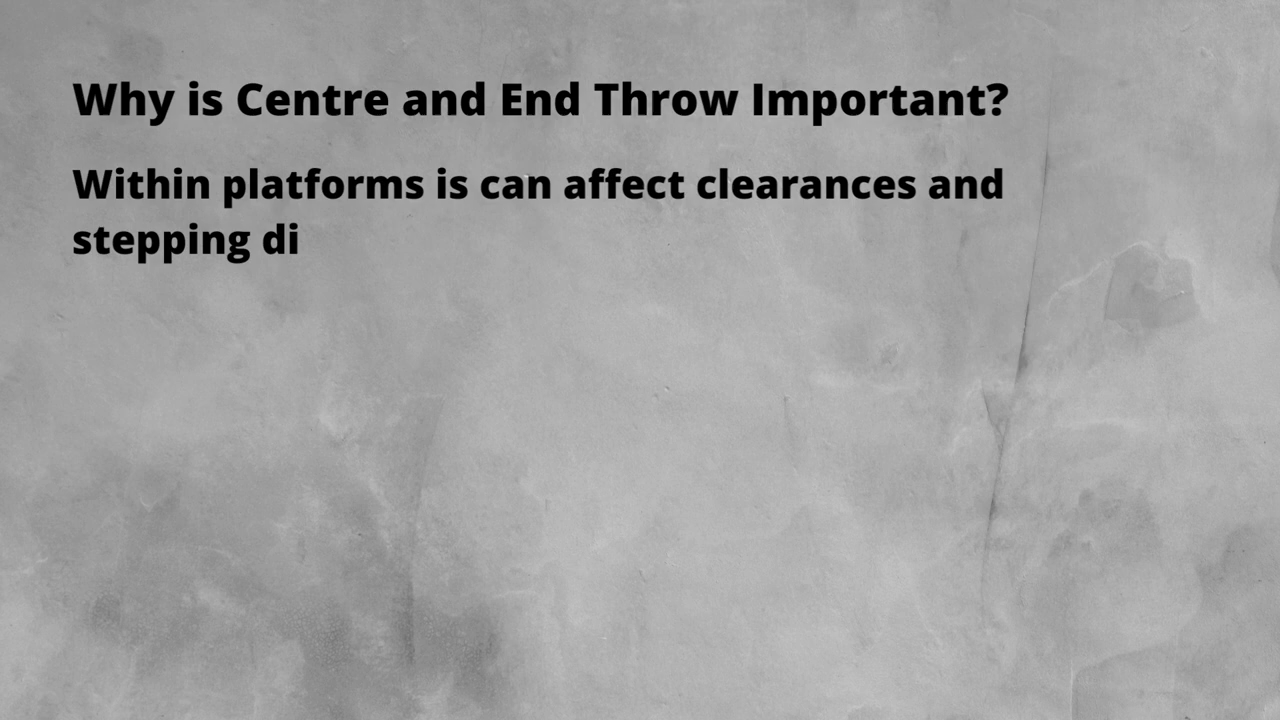 Why is Centre and End Throw Important?
Within platforms is can affect clearances and
stepping di